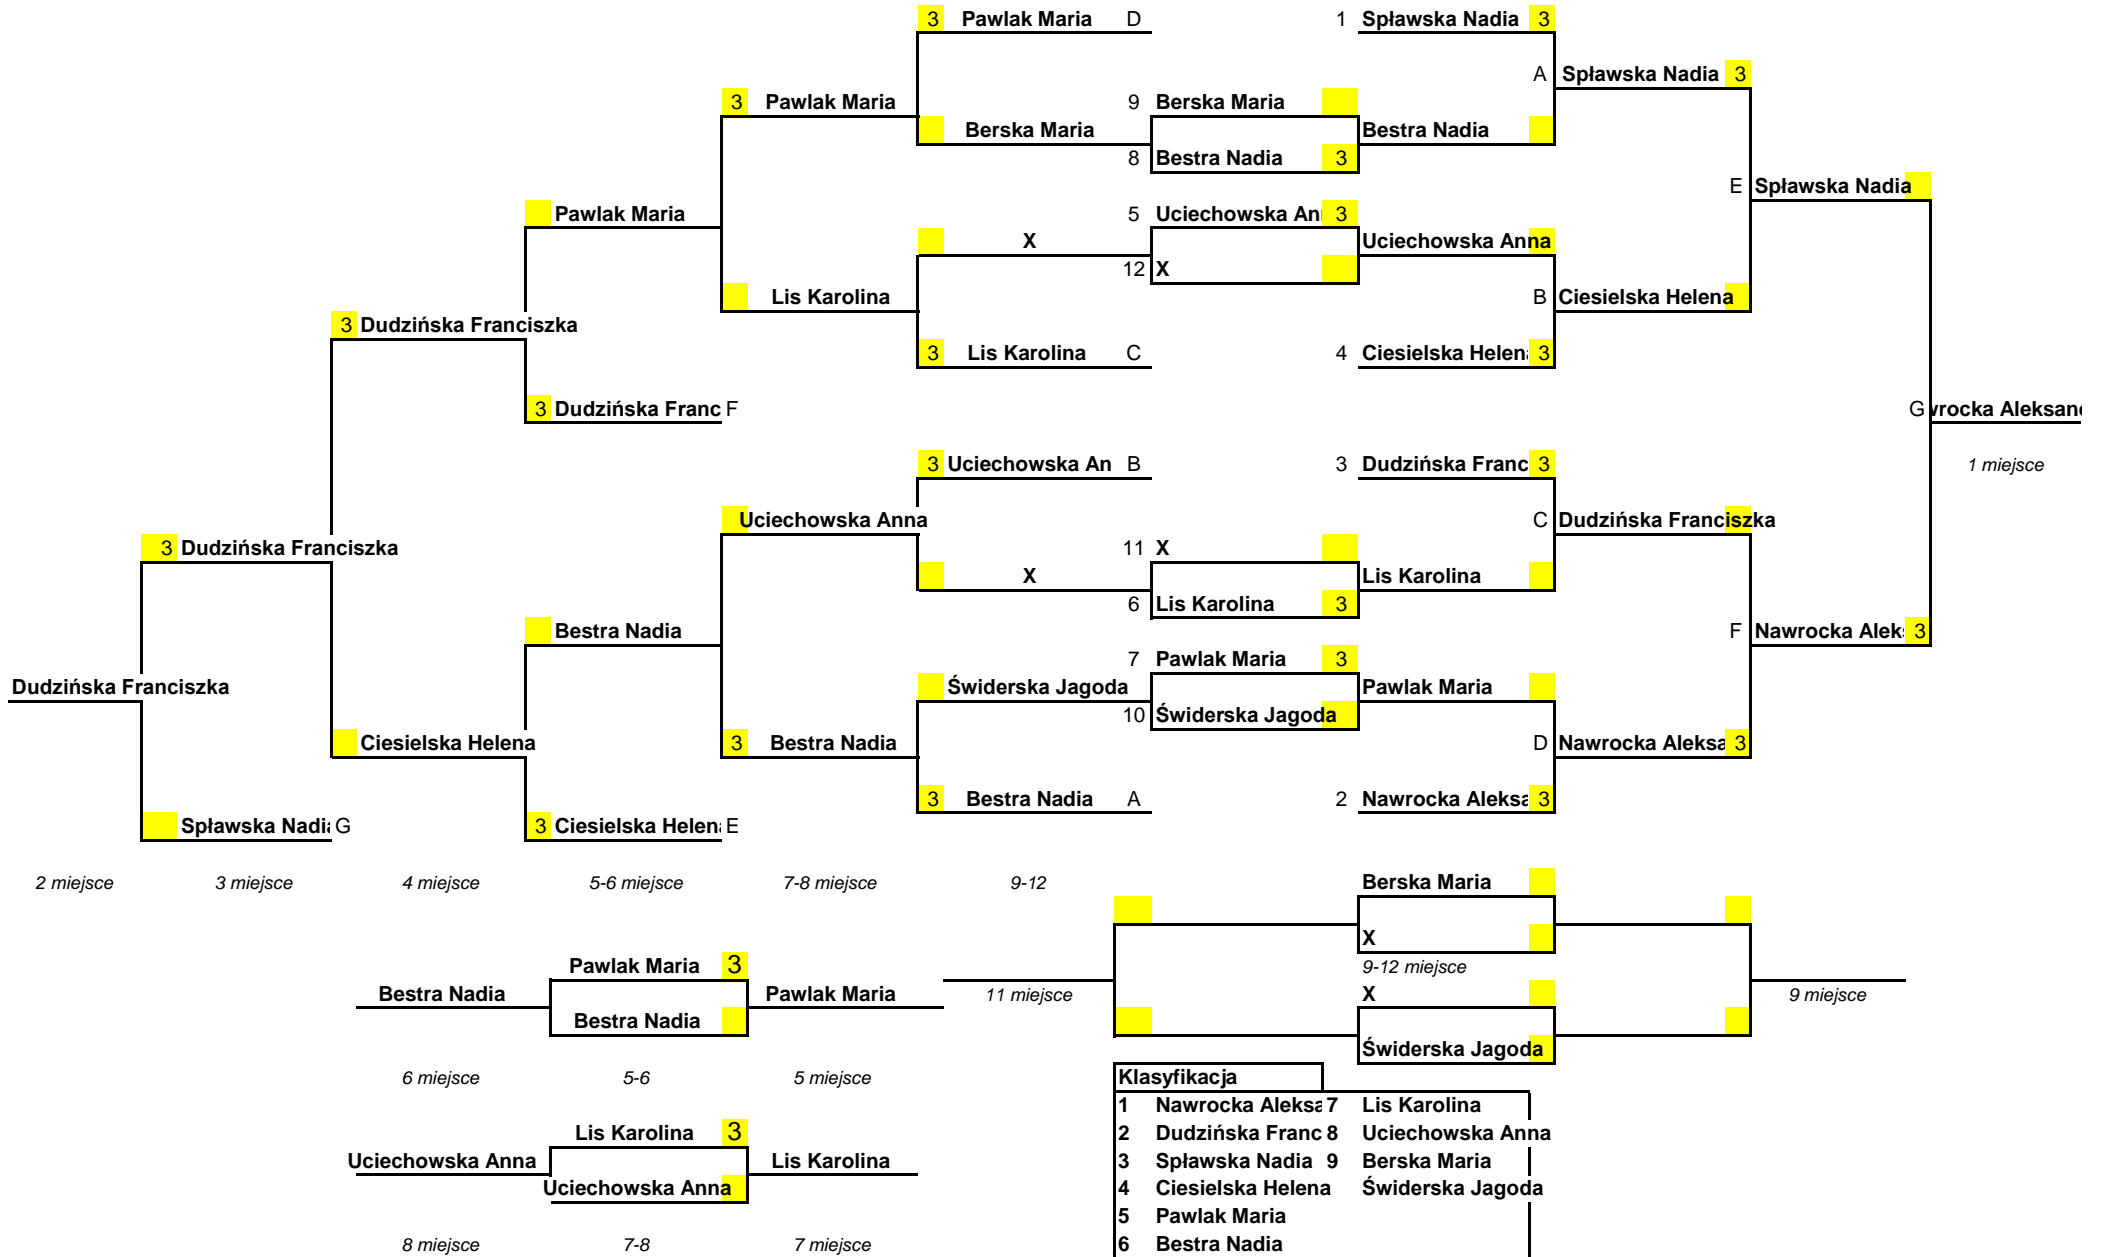 3 Pawlak Maria D 1 Spławska Nadia 3
A Spławska Nadia 3
3 Pawlak Maria 9 Berska Maria
Berska Maria Bestra Nadia
8 Bestra Nadia 3
E Spławska Nadia
Pawlak Maria 5 Uciechowska An 3
X Uciechowska Anna
12 X
Lis Karolina B Ciesielska Helena
3 Dudzińska Franciszka
3 Lis Karolina C 4 Ciesielska Helen 3
3 Dudzińska Franc F G wrocka Aleksan
3 Uciechowska An B 3 Dudzińska Franc 3 1 miejsce
Uciechowska Anna C Dudzińska Franciszka
3 Dudzińska Franciszka 11 X
X Lis Karolina
6 Lis Karolina 3
Bestra Nadia F Nawrocka Alek 3
7 Pawlak Maria 3
Dudzińska Franciszka Świderska Jagoda Pawlak Maria
10 Świderska Jagoda
Ciesielska Helena 3 Bestra Nadia D Nawrocka Aleksa 3
3 Bestra Nadia A 2 Nawrocka Aleksa 3
Spławska Nadia G 3 Ciesielska Helena E
2 miejsce 3 miejsce 4 miejsce 5-6 miejsce 7-8 miejsce 9-12 Berska Maria
X
Pawlak Maria 3 9-12 miejsce
Bestra Nadia Pawlak Maria 11 miejsce X 9 miejsce
Bestra Nadia
Świderska Jagoda
6 miejsce 5-6 5 miejsce Klasyfikacja
1 Nawrocka Aleksa 7 Lis Karolina
Lis Karolina 3 2 Dudzińska Franc 8 Uciechowska Anna
Uciechowska Anna Lis Karolina 3 Spławska Nadia 9 Berska Maria
Uciechowska Anna 4 Ciesielska Helena Świderska Jagoda
5 Pawlak Maria
8 miejsce 7-8 7 miejsce 6 Bestra Nadia